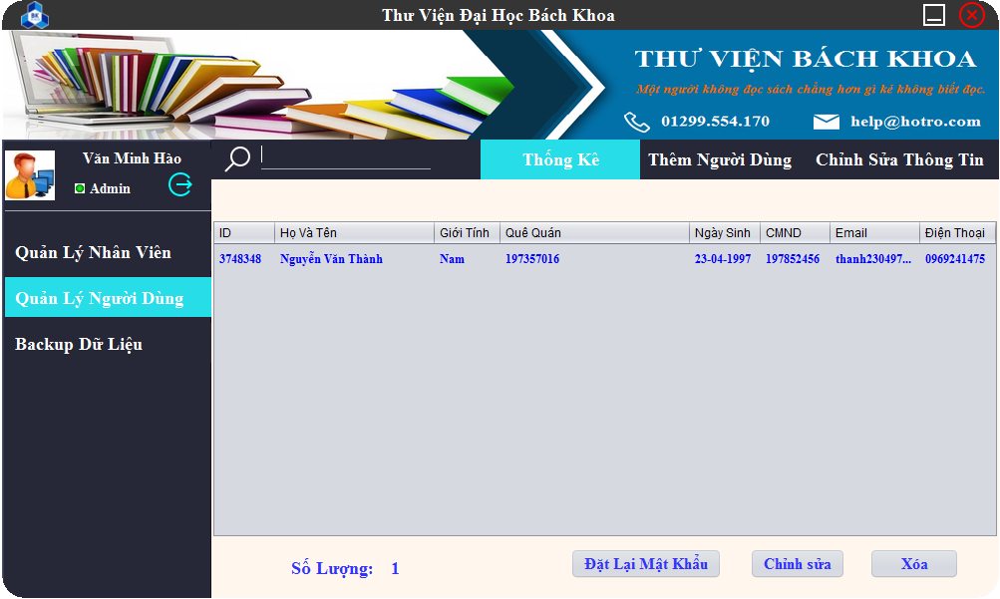 Thư Viện Đại Học Bách Khoa
BK
THƯ VIỆN BÁCH KHOA
Một người không đọc sách chẳng hơn gì kẻ không biết đọc.
01299.554.170 help@hotro.com
Văn Minh Hào
Admin
Thống Kê Thêm Người Dùng Chỉnh Sửa Thông Tin
Quản Lý Nhân Viên
Quản Lý Người Dùng
Backup Dữ Liệu
ID Họ Và Tên Giới Tính Quê Quán Ngày Sinh CMND Email Điện Thoại
3748348 Nguyễn Văn Thành Nam 197357016 23-04-1997 197852456 thanh230497... 0969241475
Số Lượng: 1
Đặt Lại Mật Khẩu Chỉnh sửa Xóa